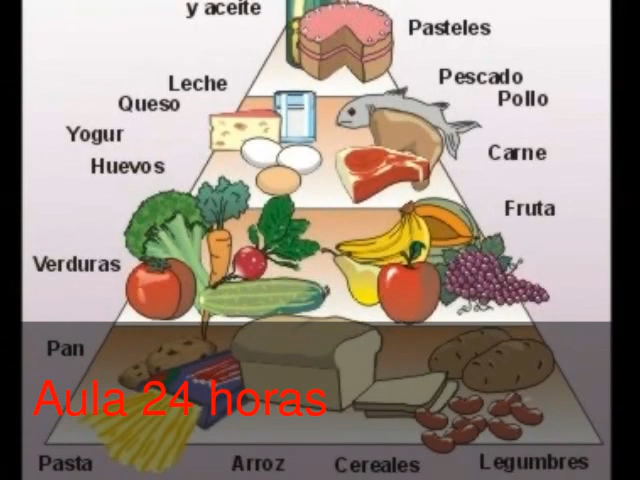 y aceite
Pasteles
Leche
Pescado
Queso
Pollo
Yogur
Huevos
Carne
Fruta
Verduras
Pan
Aula 24 horas
Pasta
Arroz
Cereales
Legumbres